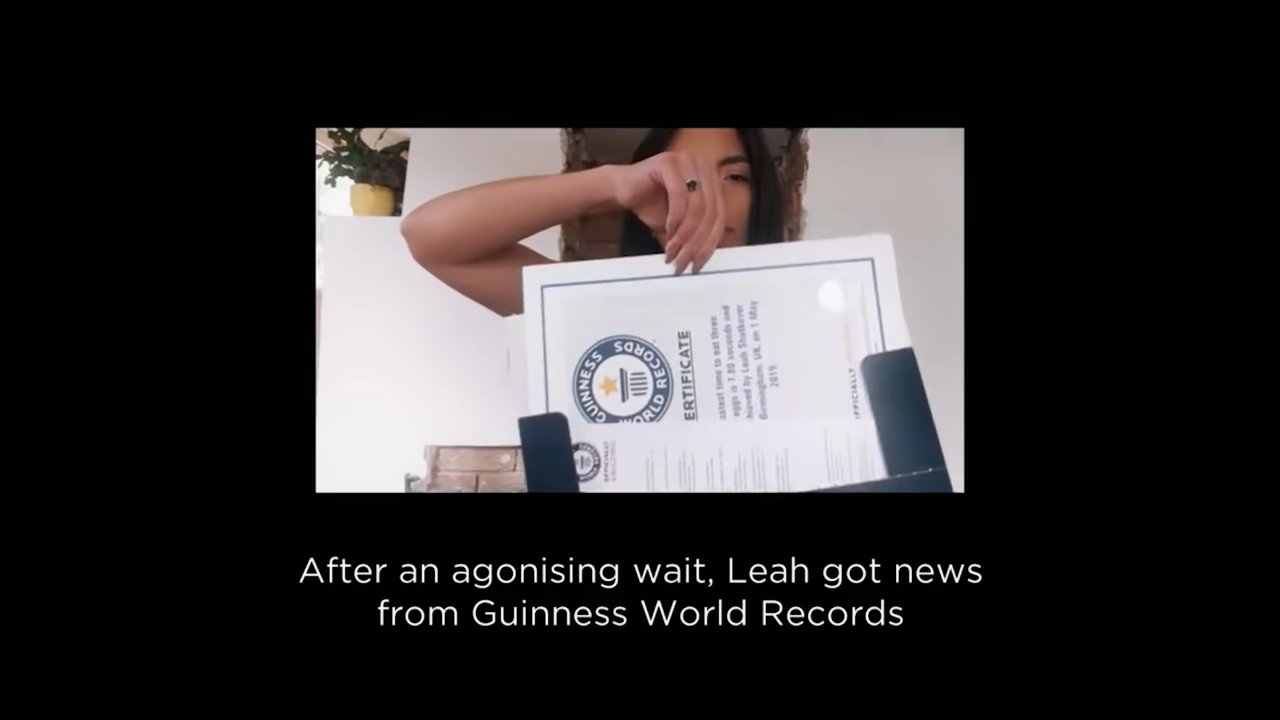 GUINNESS WORLD RECORDS
ERTIFICATE
astest time to eat three
eggs is 7.80 seconds and
hieved by Leah Shutkever
Birmingham, UK, on 1 May
2019
OFFICIALLY
OFFICIALLY
After an agonising wait, Leah got news
from Guinness World Records